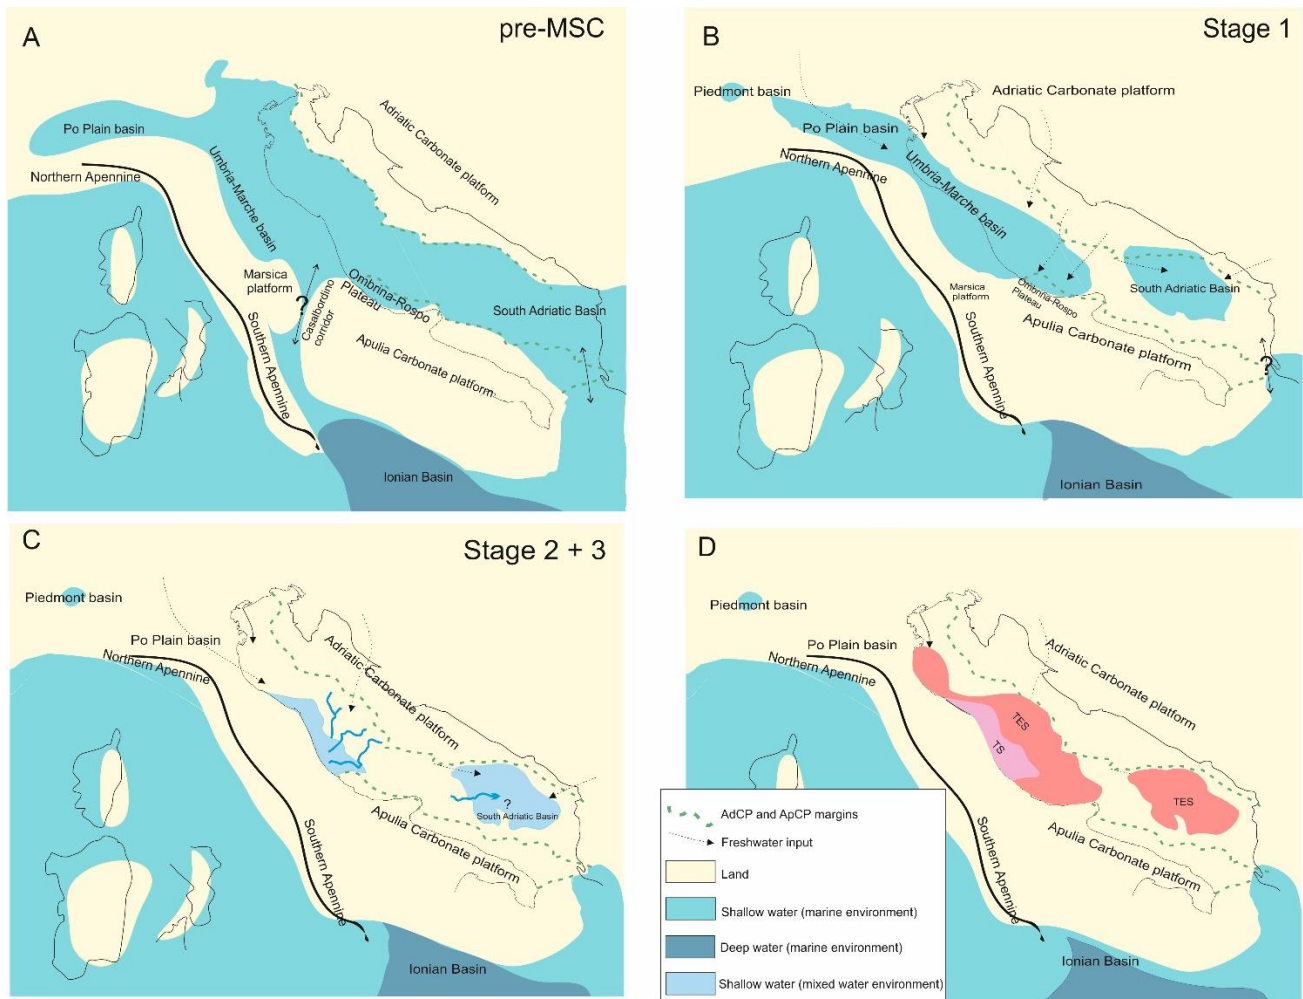 A
pre-MSC
Po Plain basin
Adriatic Carbonate platform
Northern Apennine
Umbria-Marche basin
Marsica
platform
?
Casalbordino
corridor
Ombrina-Rospo
Plateau
South Adriatic Basin
Apulia Carbonate platform
Southern Apennine
Ionian Basin
B
Stage 1
Piedmont basin
Adriatic Carbonate platform
Po Plain basin
Northern Apennine
Umbria-Marche basin
Marsica
platform
Ombrina-Rospo
Plateau
South Adriatic Basin
Apulia Carbonate platform
?
Southern Apennine
Ionian Basin
C
Stage 2 + 3
Piedmont basin
Po Plain basin
Northern Apennine
Adriatic Carbonate platform
?
South Adriatic Basin
Apulia Carbonate platform
Southern Apennine
Ionian Basin
D
Piedmont basin
Po Plain basin
Northern Apennine
Adriatic Carbonate platform
TES
TS
TES
Apulia Carbonate platform
Southern Apennine
Ionian Basin
AdCP and ApCP margins
Freshwater input
Land
Shallow water (marine environment)
Deep water (marine environment)
Shallow water (mixed water environment)